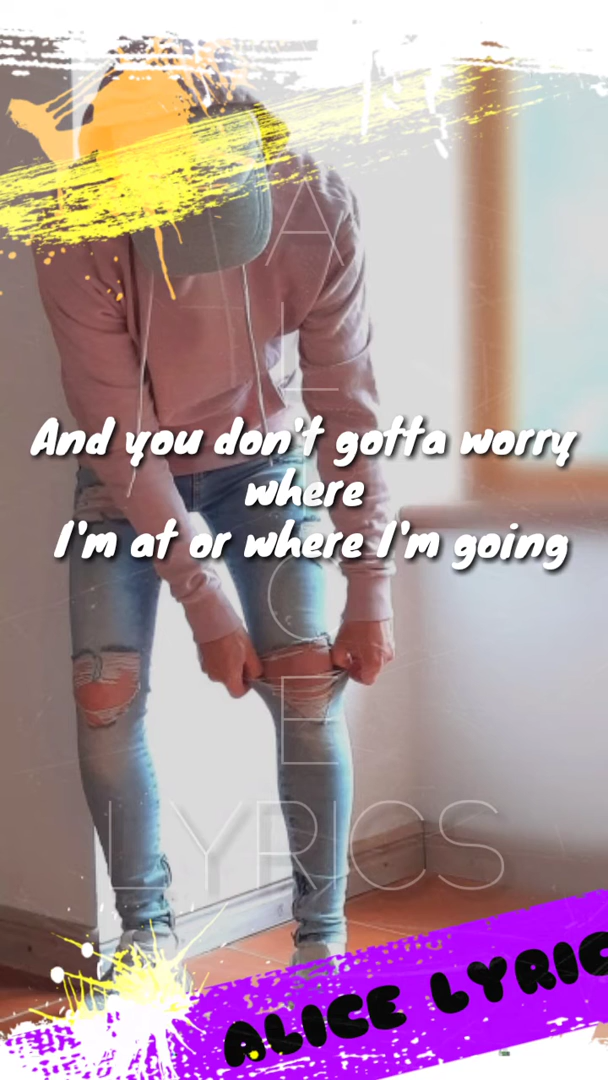 And you don't gotta worry
where
I'm at or where I'm going
ALICE
LYRICS
ALICE LYRIC